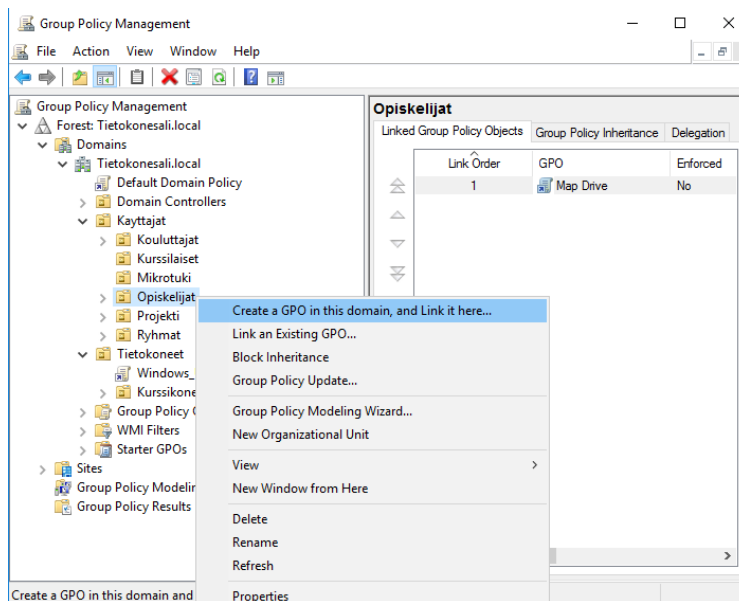 Group Policy Management
File Action View Window Help
Group Policy Management
Forest: Tietokonesali.local
Domains
Tietokonesali.local
Default Domain Policy
Domain Controllers
Kayttajat
Kouluttajat
Kurssilaiset
Mikrotuki
Opiskelijat
Projekti
Ryhmat
Tietokoneet
Windows_
Kurssikone
Group Policy
WMI Filters
Starter GPOs
Sites
Group Policy Modelin
Group Policy Results
Opiskelijat
Linked Group Policy Objects Group Policy Inheritance Delegation
Link Order GPO Enforced
1 Map Drive No
Create a GPO in this domain, and Link it here...
Link an Existing GPO...
Block Inheritance
Group Policy Update...
Group Policy Modeling Wizard...
New Organizational Unit
View
New Window from Here
Delete
Rename
Refresh
Properties
Create a GPO in this domain and